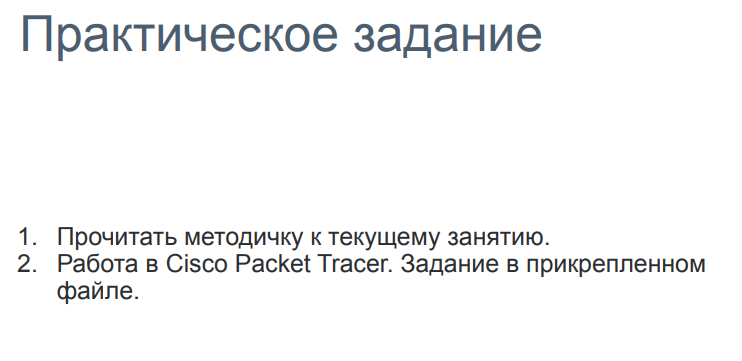 Практическое задание
1. Прочитать методичку к текущему занятию.
2. Работа в Cisco Packet Tracer. Задание в прикрепленном
файле.